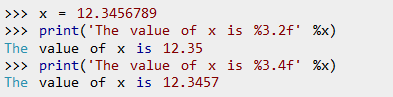 >>> x = 12.3456789
>>> print('The value of x is %3.2f' %x)
The value of x is 12.35
>>> print('The value of x is %3.4f' %x)
The value of x is 12.3457